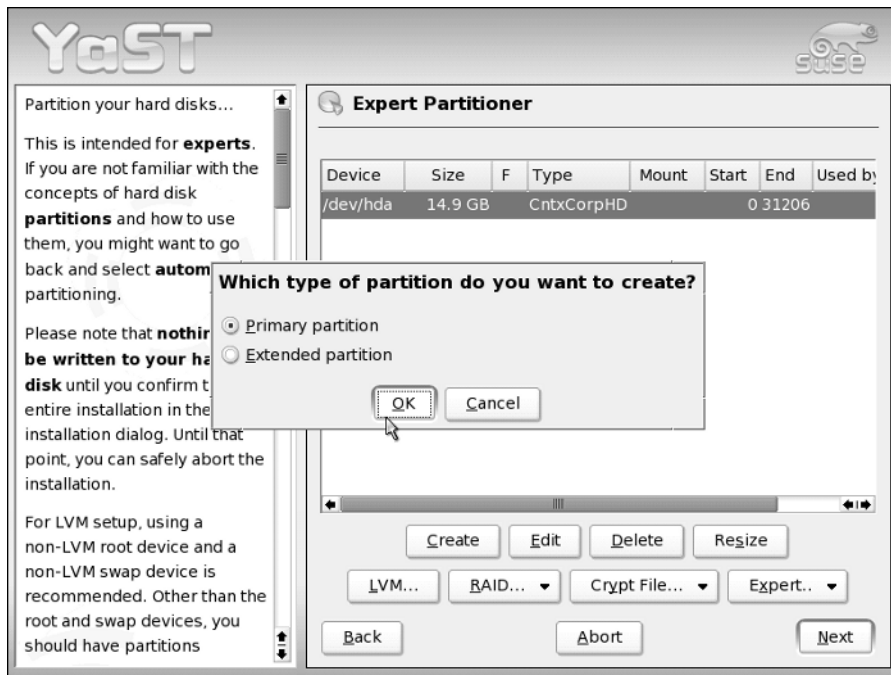 YaST
suse
Partition your hard disks...
This is intended for experts.
If you are not familiar with the
concepts of hard disk
partitions and how to use
them, you might want to go
back and select autom
partitioning.
Please note that nothin
be written to your ha
disk until you confirm t
entire installation in the
installation dialog. Until that
point, you can safely abort the
installation.
For LVM setup, using a
non-LVM root device and a
non-LVM swap device is
recommended. Other than the
root and swap devices, you
should have partitions
Expert Partitioner
Device Size F Type Mount Start End Used by
/dev/hda 14.9 GB CntxCorpHD 0 31206
Which type of partition do you want to create?
Primary partition
Extended partition
OK Cancel
Create Edit Delete Resize
LVM... RAID... Crypt File... Expert..
Back Abort Next